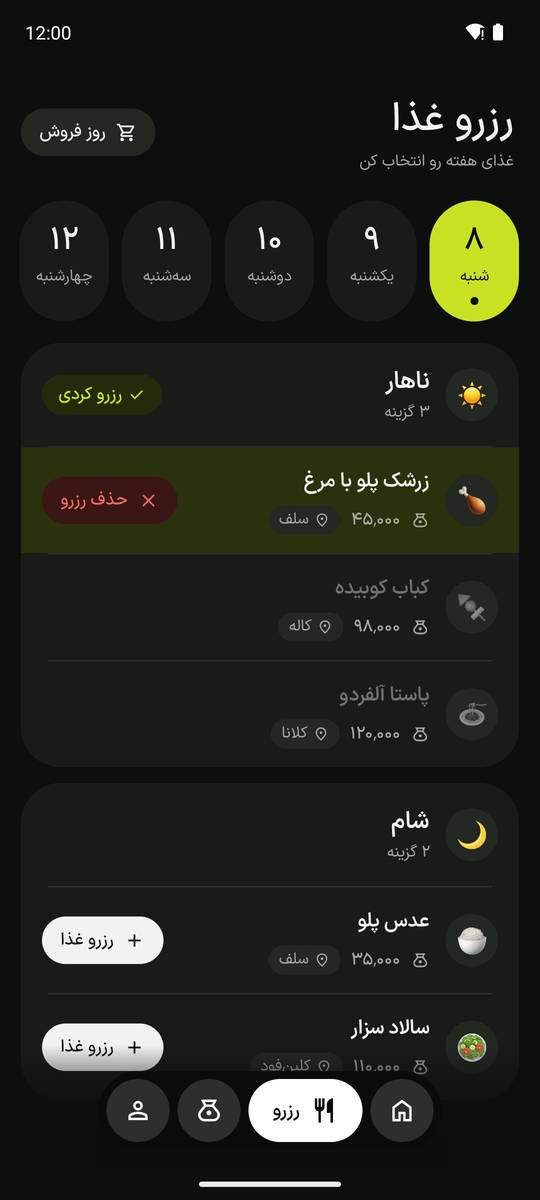 12:00
رزرو غذا
غذای هفته رو انتخاب کن
روز فروش
۸
شنبه
۹
یکشنبه
۱۰
دوشنبه
۱۱
سه‌شنبه
۱۲
چهارشنبه
ناهار
۳ گزینه
رزرو کردی
زرشک پلو با مرغ
۴۵,۰۰۰
سلف
حذف رزرو
کباب کوبیده
۹۸,۰۰۰
کاله
پاستا آلفردو
۱۲۰,۰۰۰
کلانا
شام
۲ گزینه
عدس پلو
۳۵,۰۰۰
سلف
رزرو غذا
سالاد سزار
۱۱۰,۰۰۰
کلین‌فود
رزرو غذا
رزرو